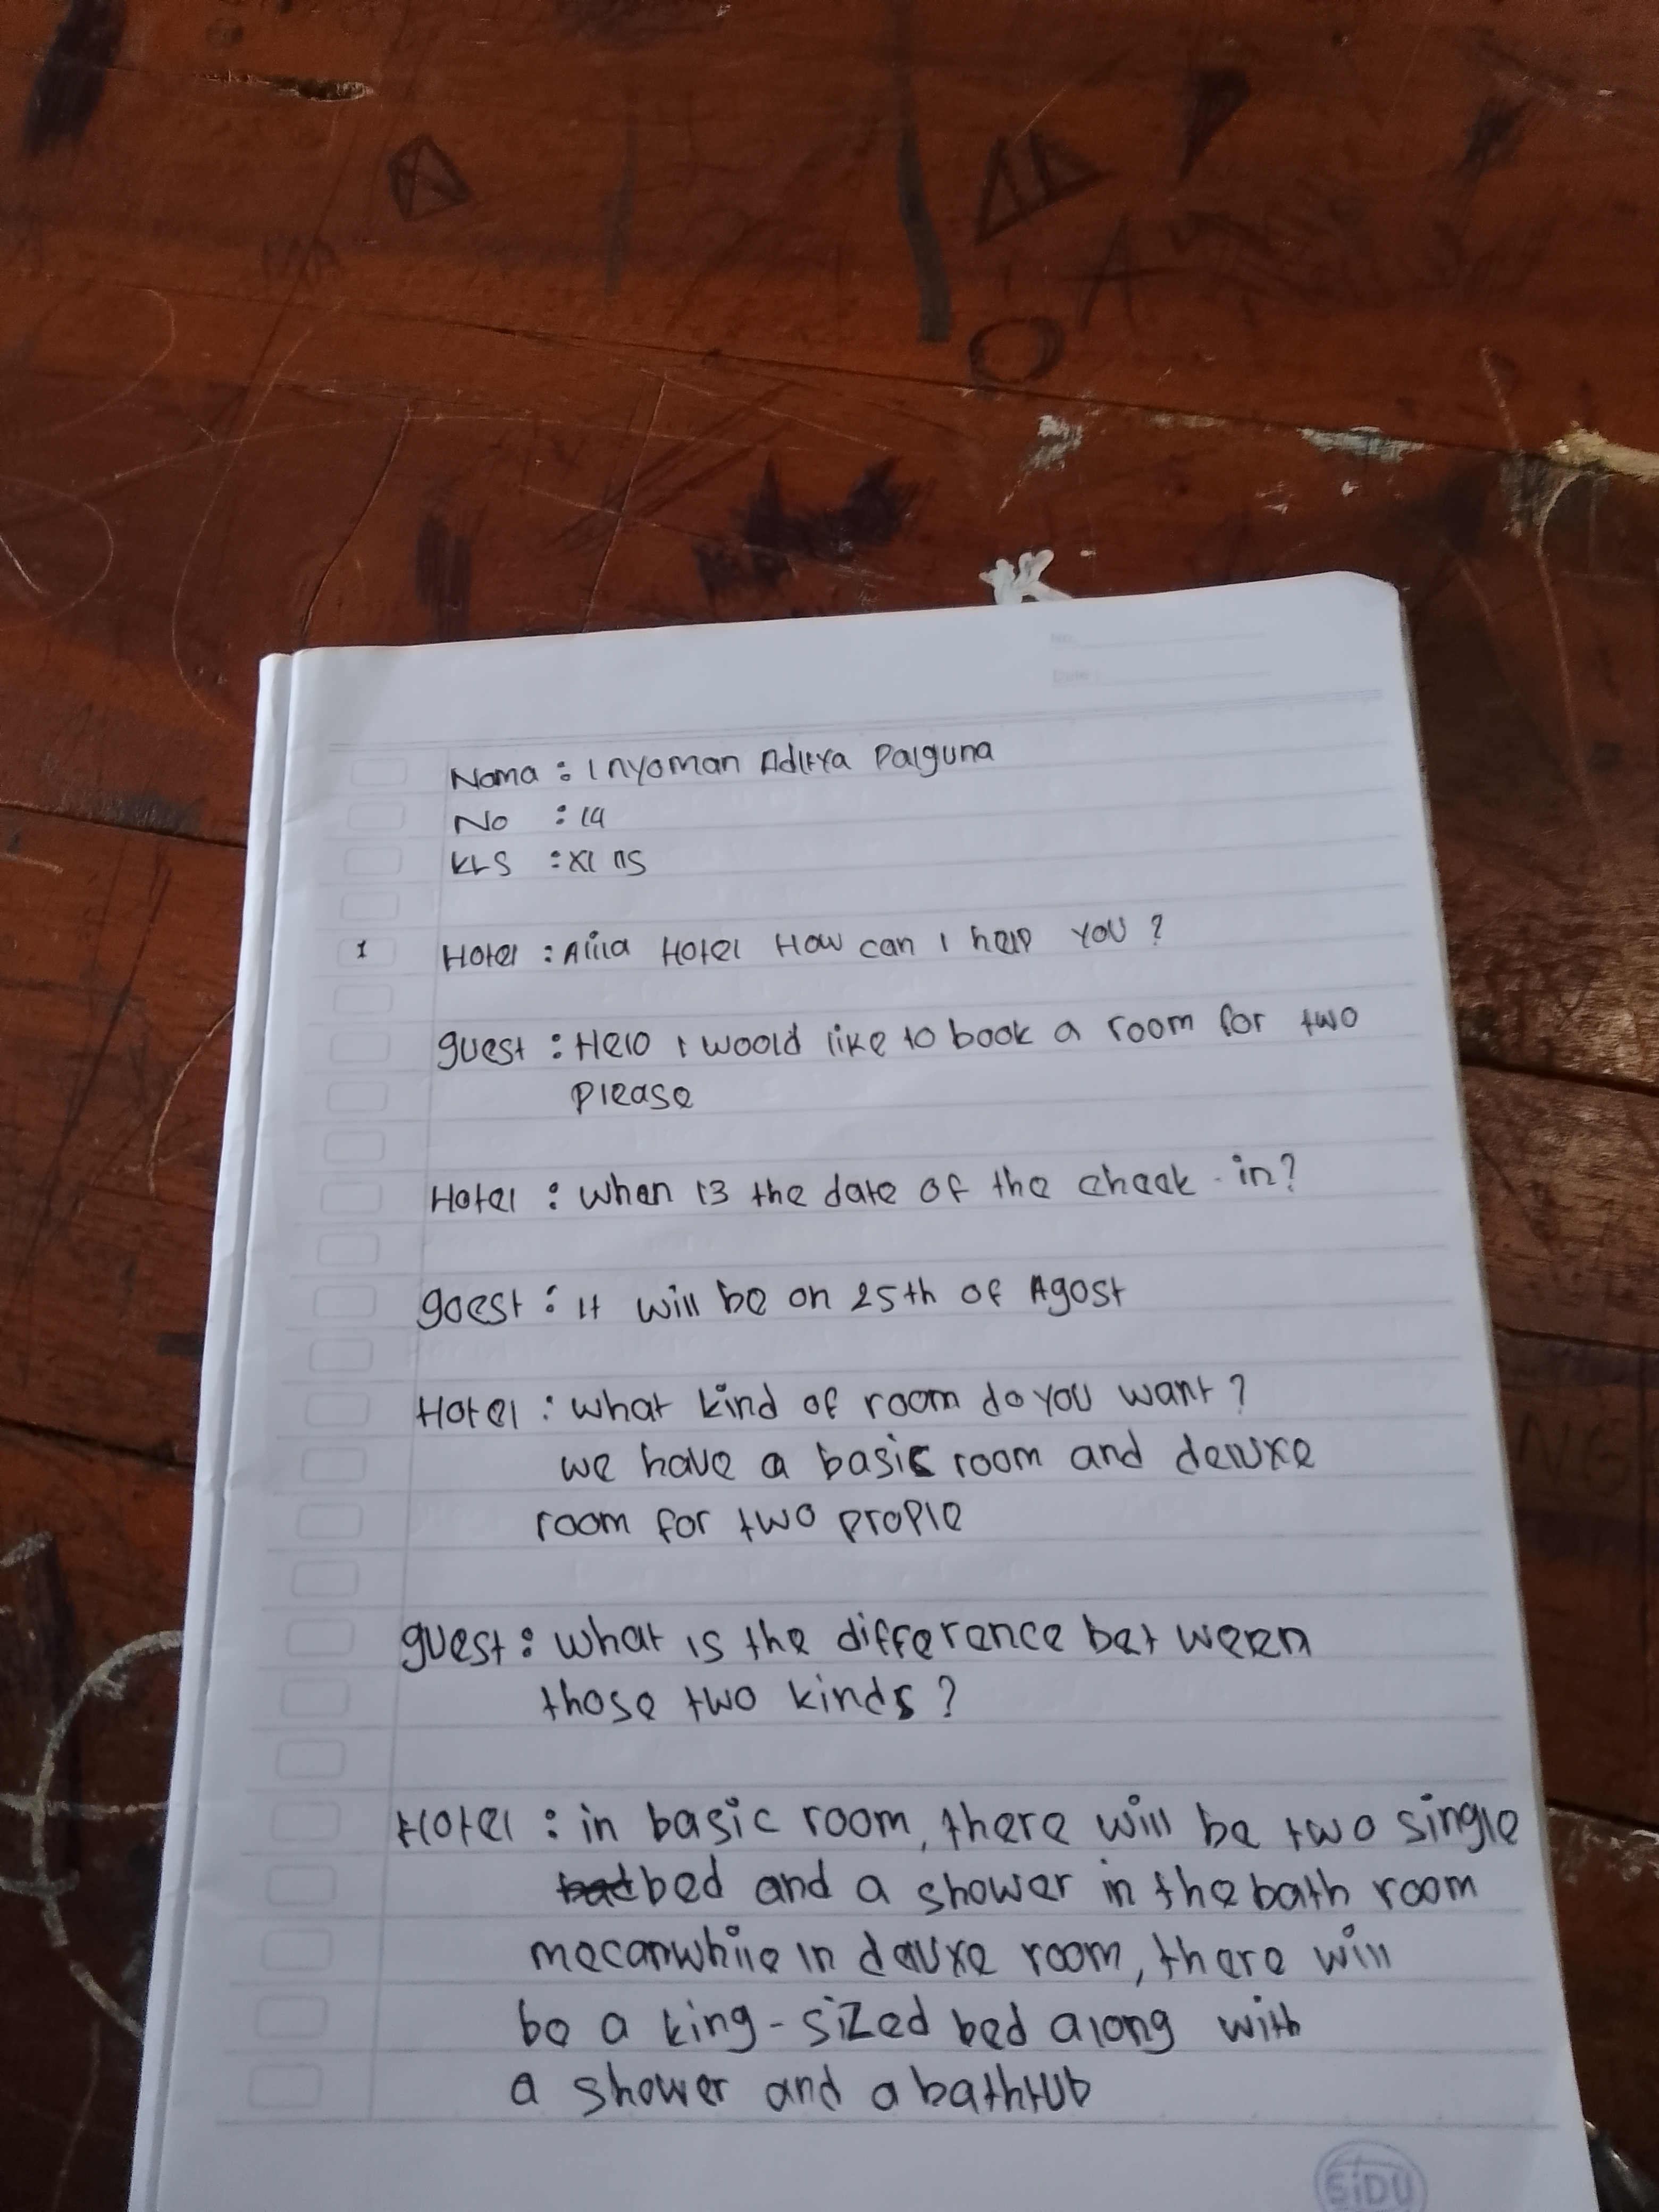 No:
Date:
Nama : I nyoman Aditya Palguna
No : 14
KLS : XI
1 Hotel : Alila Hotel How can I help you ?
guest : Helo I woold like to book a room for two
please
Hotel : when is the date of the chack - in?
goest : it will be on 25th of Agost
Hotel : what kind of room do you want ?
we have a basic room and deluxe
room for two prople
guest : what is the difference bet ween
those two kinds ?
Hotel : in basic room, there will be two single
bed and a shower in the bath room
mecanwhile in deluxe room, there will
be a king - sized bed along with
a shower and a bathtub
SiDU